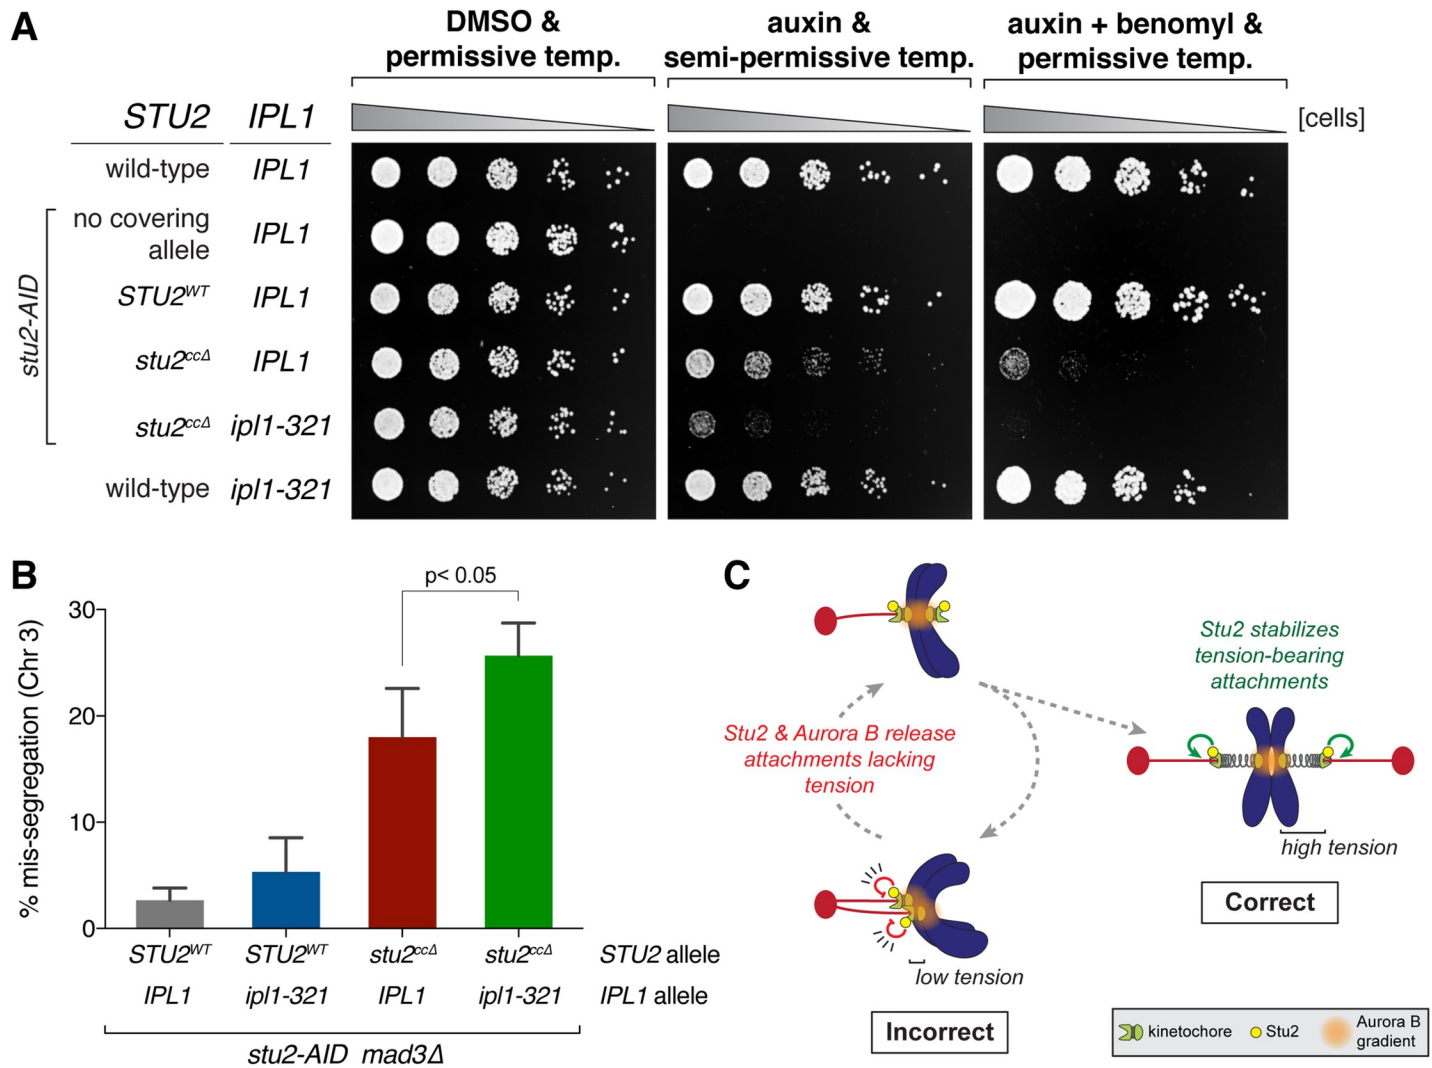 A
DMSO &
permissive temp.
auxin &
semi-permissive temp.
auxin + benomyl &
permissive temp.
STU2 IPL1
[cells]
wild-type IPL1
no covering
allele
IPL1
STU2WT IPL1
stu2ccΔ IPL1
stu2ccΔ ipl1-321
wild-type ipl1-321
stu2-AID
B
p< 0.05
% mis-segregation (Chr 3)
30
20
10
0
STU2WT STU2WT stu2ccΔ stu2ccΔ STU2 allele
IPL1 ipl1-321 IPL1 ipl1-321 IPL1 allele
stu2-AID mad3Δ
C
Stu2 & Aurora B release
attachments lacking
tension
Stu2 stabilizes
tension-bearing
attachments
high tension
Correct
low tension
Incorrect
kinetochore
Stu2
Aurora B
gradient